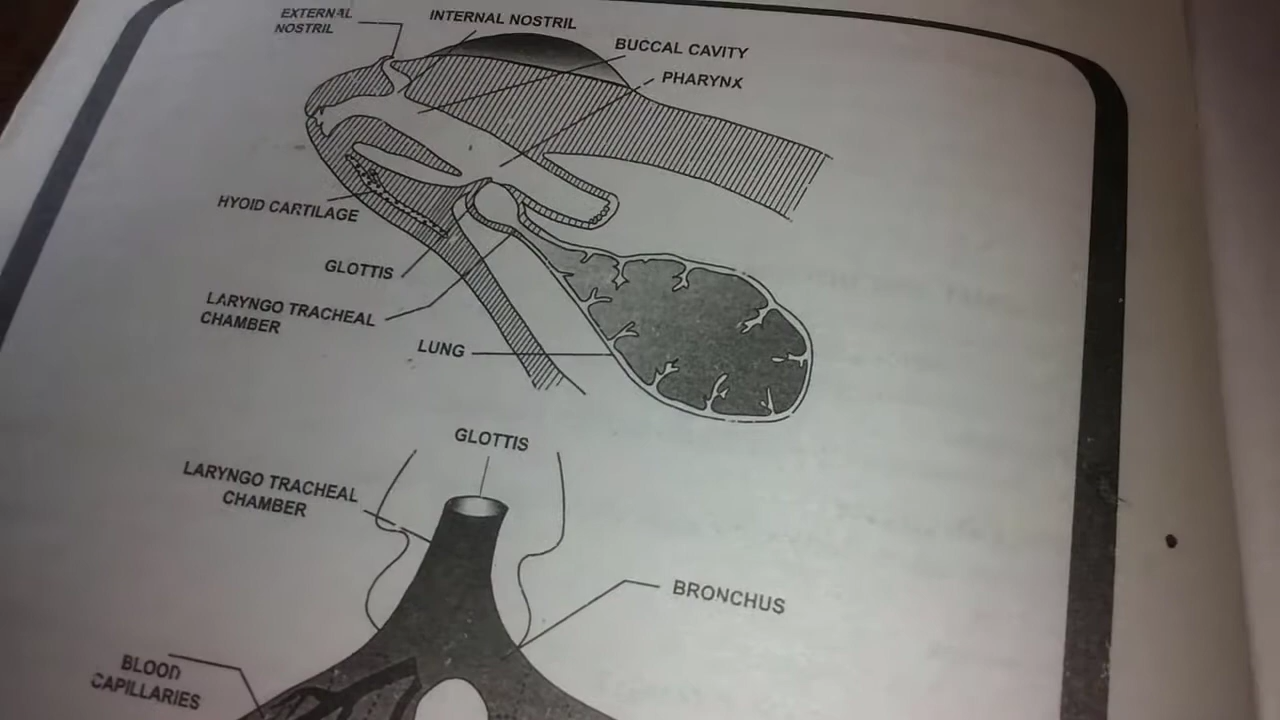 EXTERNAL
NOSTRIL
INTERNAL NOSTRIL
BUCCAL CAVITY
PHARYNX
HYOID CARTILAGE
GLOTTIS
LARYNGO TRACHEAL
CHAMBER
LUNG
GLOTTIS
LARYNGO TRACHEAL
CHAMBER
BRONCHUS
BLOOD
CAPILLARIES